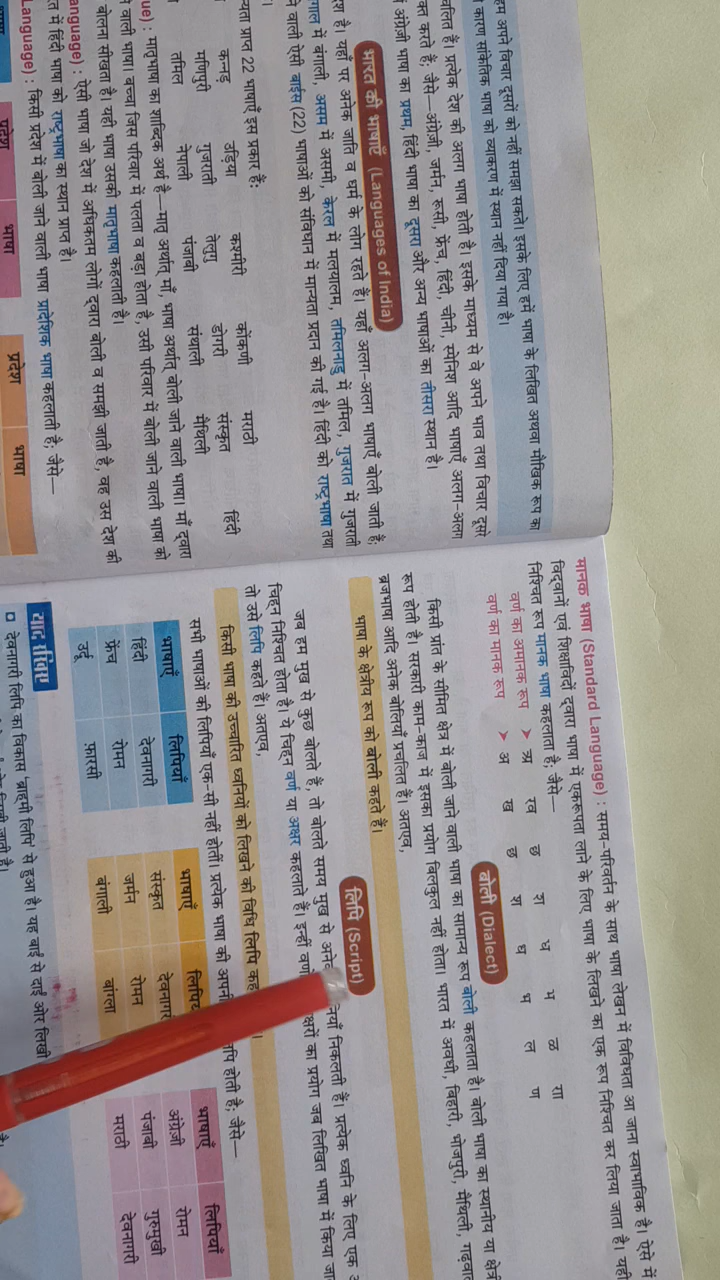 हम अपने विचार दूसरों को नहीं समझा सकते। इसके लिए हमें भाषा के लिखित अथवा मौखिक रूप का
कारण सांकेतिक भाषा को व्याकरण में स्थान नहीं दिया गया है।
चलित हैं। प्रत्येक देश की अलग भाषा होती है। इसके माध्यम से वे अपने भाव तथा विचार दूसरों
क्त करते हैं; जैसे—अंग्रेज़ी, जर्मन, रूसी, फ्रेंच, हिंदी, चीनी, स्पेनिश आदि भाषाएँ अलग-अलग
अंग्रेज़ी भाषा का प्रथम, हिंदी भाषा का दूसरा और अन्य भाषाओं का तीसरा स्थान है।
भारत की भाषाएँ (Languages of India)
देश है। यहाँ पर अनेक जाति व धर्म के लोग रहते हैं। यहाँ अलग-अलग भाषाएँ बोली जाती हैं;
गाल में बंगाली, असम में असमी, केरल में मलयालम, तमिलनाडु में तमिल, गुजरात में गुजराती
ने वाली ऐसी बाईस (22) भाषाओं को संविधान में मान्यता प्रदान की गई है। हिंदी को राष्ट्रभाषा तथा
न्यता प्राप्त 22 भाषाएँ इस प्रकार हैं:
कन्नड़ उड़िया कश्मीरी कोंकणी मराठी
मणिपुरी गुजराती तेलुगु डोगरी संस्कृत हिंदी
तमिल नेपाली पंजाबी संथाली मैथिली
ue) : मातृभाषा का शाब्दिक अर्थ है—मातृ अर्थात् माँ, भाषा अर्थात् बोली जाने वाली भाषा। माँ द्वारा
वाली भाषा। बच्चा जिस परिवार में पलता व बड़ा होता है, उसी परिवार में बोली जाने वाली भाषा को
बोलना सीखता है। यही भाषा उसकी मातृभाषा कहलाती है।
anguage) : ऐसी भाषा जो देश में अधिकतम लोगों द्वारा बोली व समझी जाती है, वह उस देश की
त में हिंदी भाषा को राष्ट्रभाषा का स्थान प्राप्त है।
Language) : किसी प्रदेश में बोली जाने वाली भाषा प्रादेशिक भाषा कहलाती है; जैसे—
प्रदेश भाषा प्रदेश भाषा
मानक भाषा (Standard Language) : समय-परिवर्तन के साथ भाषा लेखन में विविधता आ जाना स्वाभाविक है। ऐसे में
विद्वानों एवं शिक्षाविदों द्वारा भाषा में एकरूपता लाने के लिए भाषा के लिखने का एक रूप निश्चित कर लिया जाता है। यही
निश्चित रूप मानक भाषा कहलाता है; जैसे—
वर्ण का अमानक रूप ➤
वर्ण का मानक रूप ➤ अ ख छ श ध भ ल ण
बोली (Dialect)
किसी प्रांत के सीमित क्षेत्र में बोली जाने वाली भाषा का सामान्य रूप बोली कहलाता है। बोली भाषा का स्थानीय या क्षेत्री
रूप होती है। सरकारी काम-काज में इसका प्रयोग बिलकुल नहीं होता। भारत में अवधी, बिहारी, भोजपुरी, मैथिली, गढ़वाल
ब्रजभाषा आदि अनेक बोलियाँ प्रचलित हैं। अतएव,
भाषा के क्षेत्रीय रूप को बोली कहते हैं।
लिपि (Script)
जब हम मुख से कुछ बोलते हैं, तो बोलते समय मुख से अनेक नियाँ निकलती हैं। प्रत्येक ध्वनि के लिए एक
चिह्न निश्चित होता है। ये चिह्न वर्ण या अक्षर कहलाते हैं। इन्हीं वर्ण क्षरों का प्रयोग जब लिखित भाषा में किया जा
तो उसे लिपि कहते हैं। अतएव,
किसी भाषा की उच्चारित ध्वनियों को लिखने की विधि लिपि कह
सभी भाषाओं की लिपियाँ एक-सी नहीं होतीं। प्रत्येक भाषा की अपनी लिपि होती है; जैसे—
भाषाएँ लिपियाँ भाषाएँ लिपिय भाषाएँ लिपियाँ
हिंदी देवनागरी संस्कृत देवनागर अंग्रेज़ी रोमन
फ्रेंच रोमन जर्मन रोमन पंजाबी गुरुमुखी
उर्दू फ़ारसी बंगाली बांग्ला मराठी देवनागरी
याद रखिए
देवनागरी लिपि का विकास 'ब्राह्मी लिपि' से हुआ है। यह बाईं से दाईं ओर लिखी